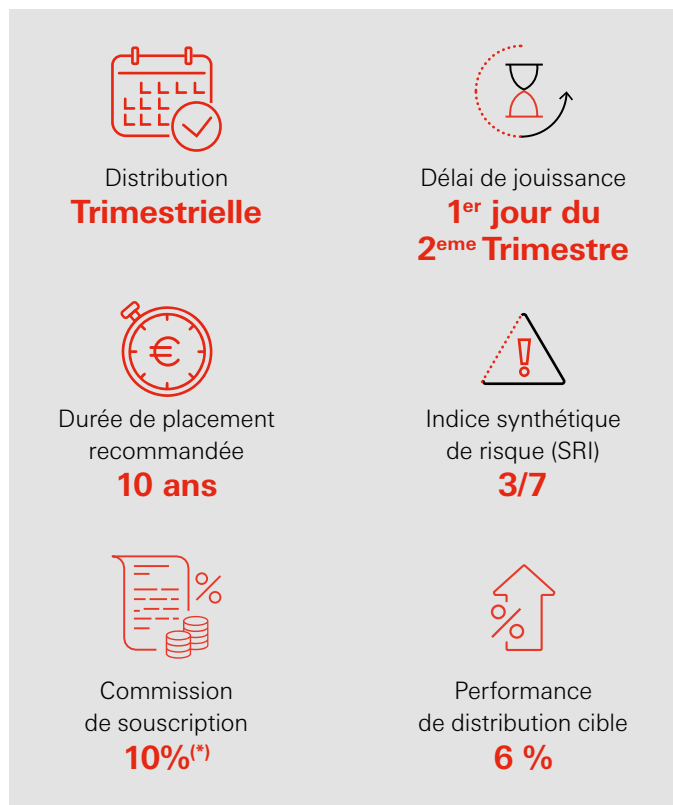 Distribution
Trimestrielle
Délai de jouissance
1er jour du
2eme Trimestre
Durée de placement
recommandée
10 ans
Indice synthétique
de risque (SRI)
3/7
Commission
de souscription
10%(*)
Performance
de distribution cible
6 %